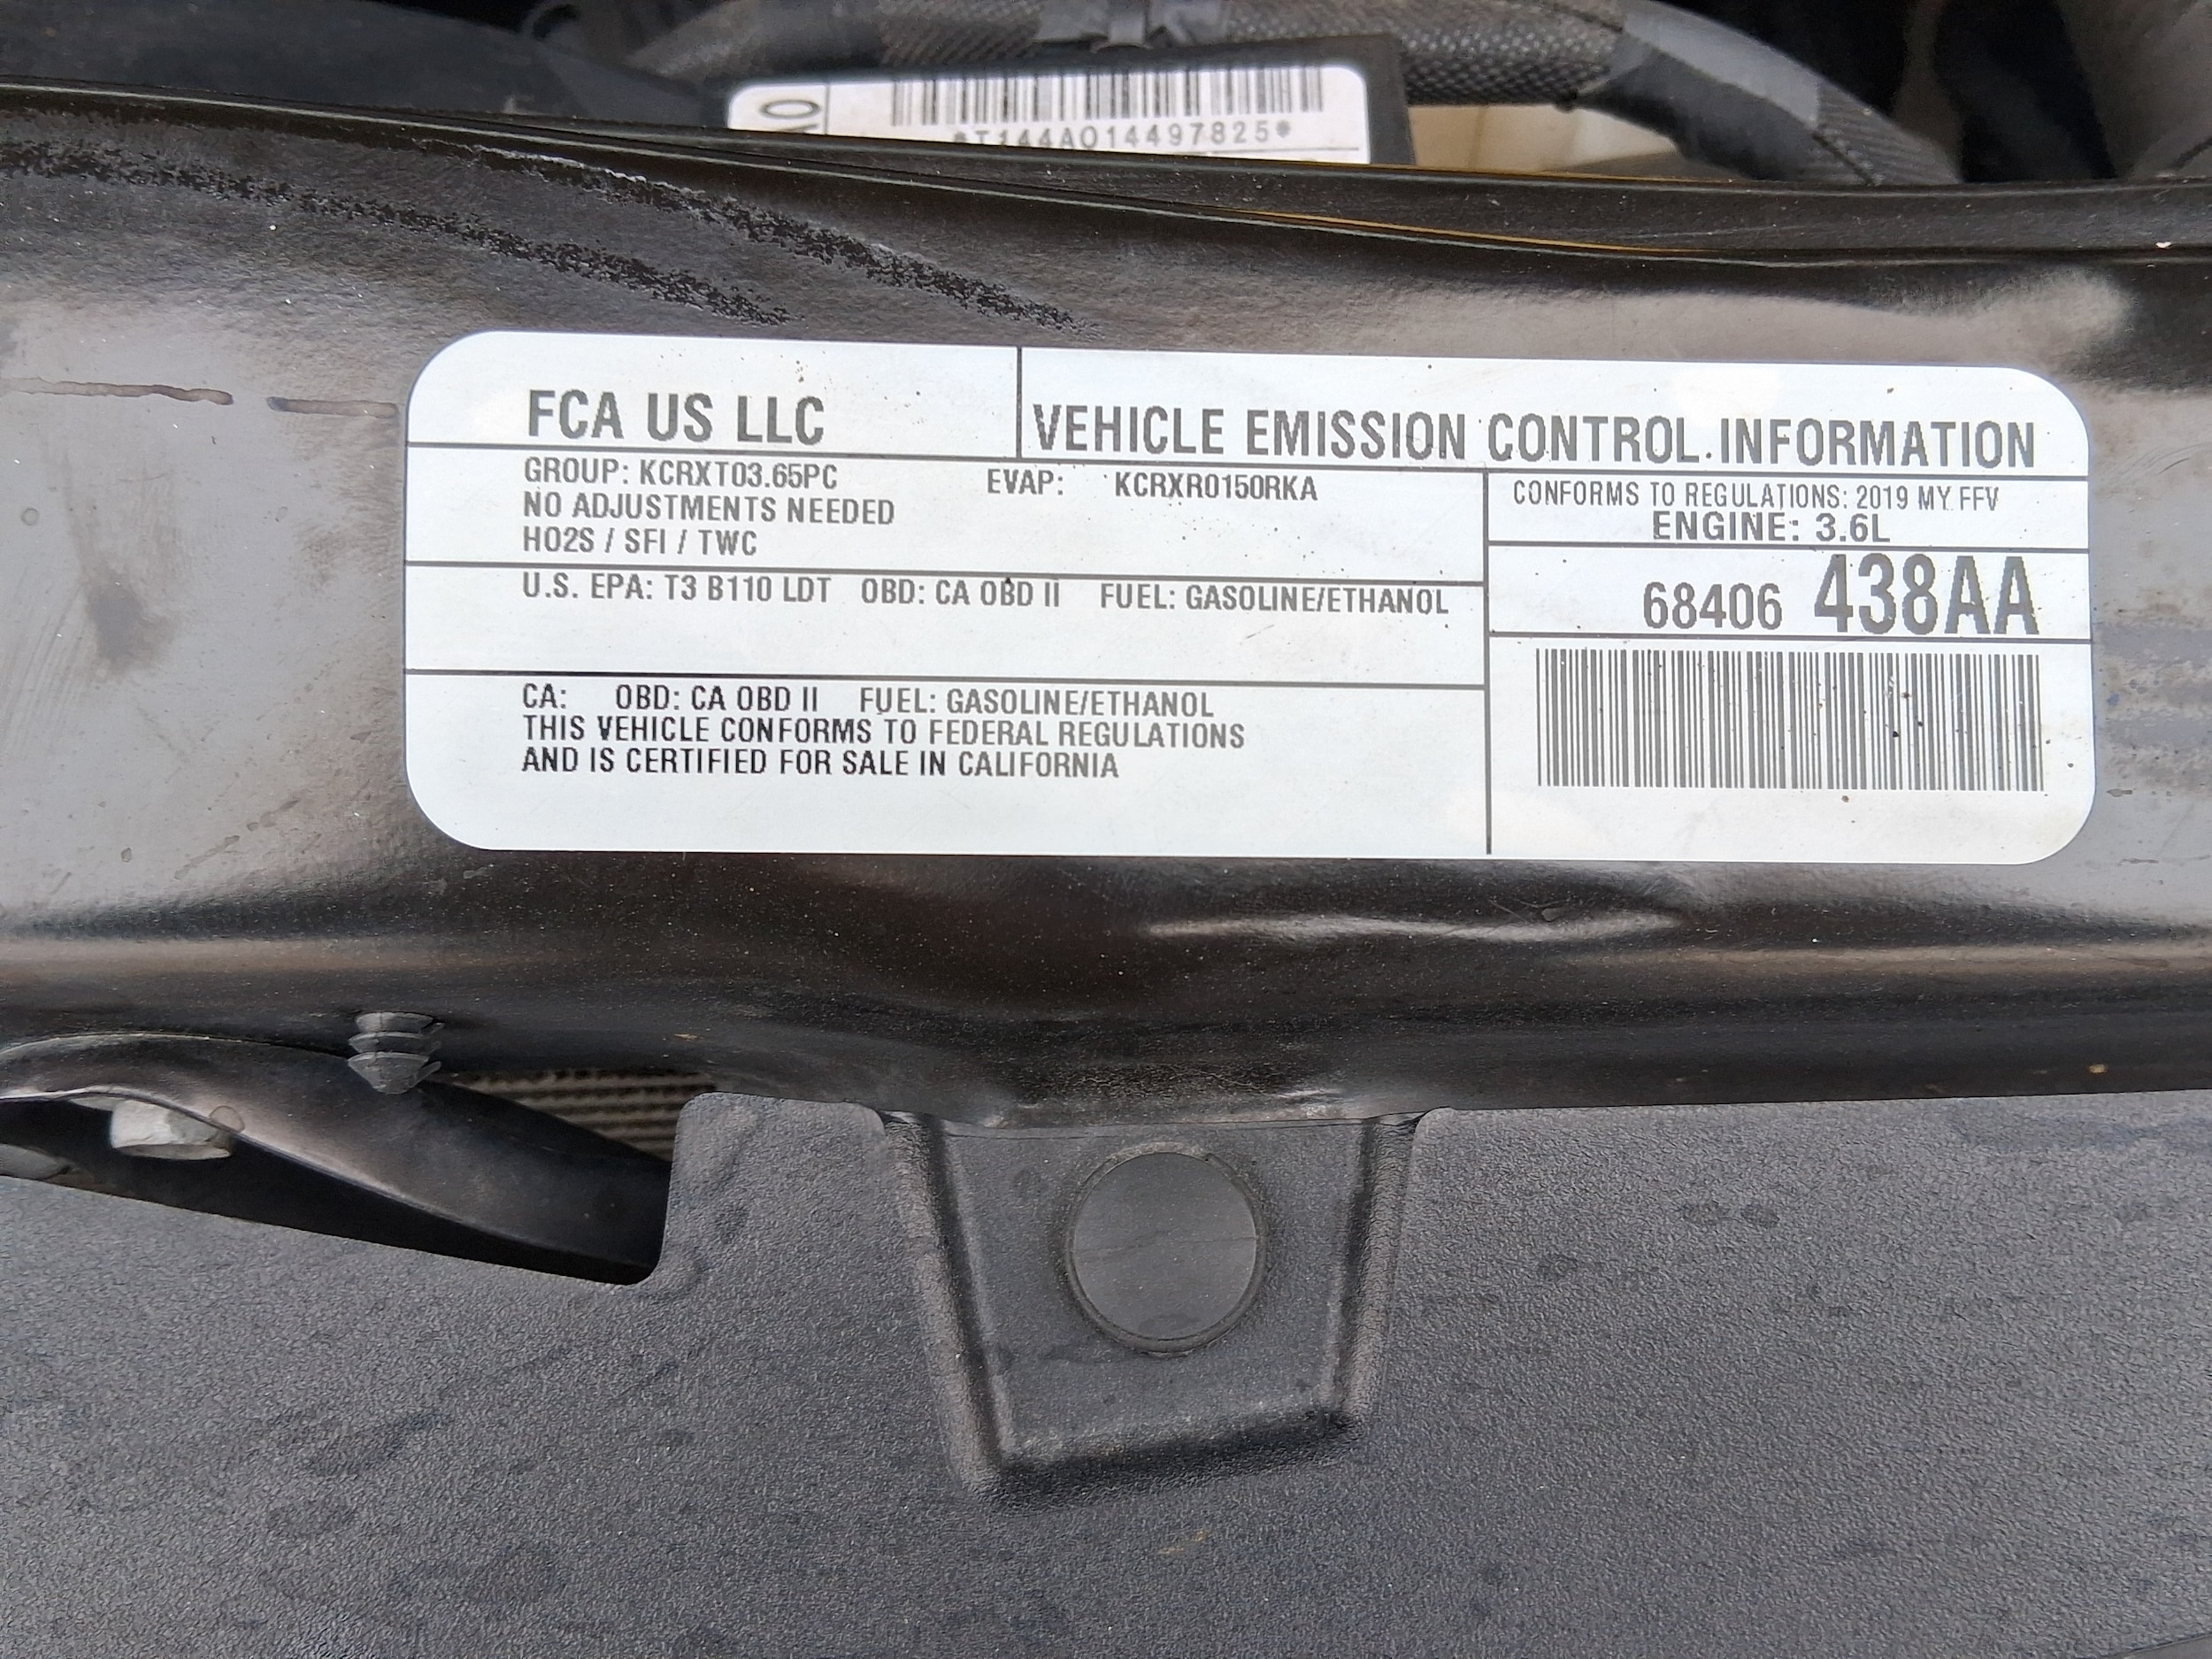 *T144AO14497825*
FCA US LLC
VEHICLE EMISSION CONTROL INFORMATION
GROUP: KCRXT03.65PC EVAP: KCRXR0150RKA
NO ADJUSTMENTS NEEDED
HO2S / SFI / TWC
CONFORMS TO REGULATIONS: 2019 MY FFV
ENGINE: 3.6L
68406 438AA
U.S. EPA: T3 B110 LDT OBD: CA OBD II FUEL: GASOLINE/ETHANOL
CA: OBD: CA OBD II FUEL: GASOLINE/ETHANOL
THIS VEHICLE CONFORMS TO FEDERAL REGULATIONS
AND IS CERTIFIED FOR SALE IN CALIFORNIA